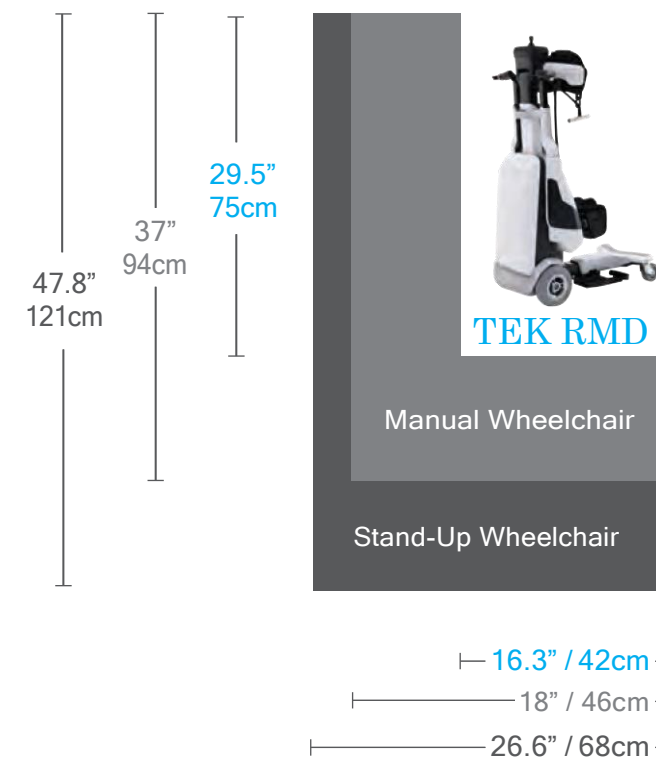 29.5”
75cm
37”
94cm
47.8”
121cm
TEK RMD
Manual Wheelchair
Stand-Up Wheelchair
16.3” / 42cm
18” / 46cm
26.6” / 68cm